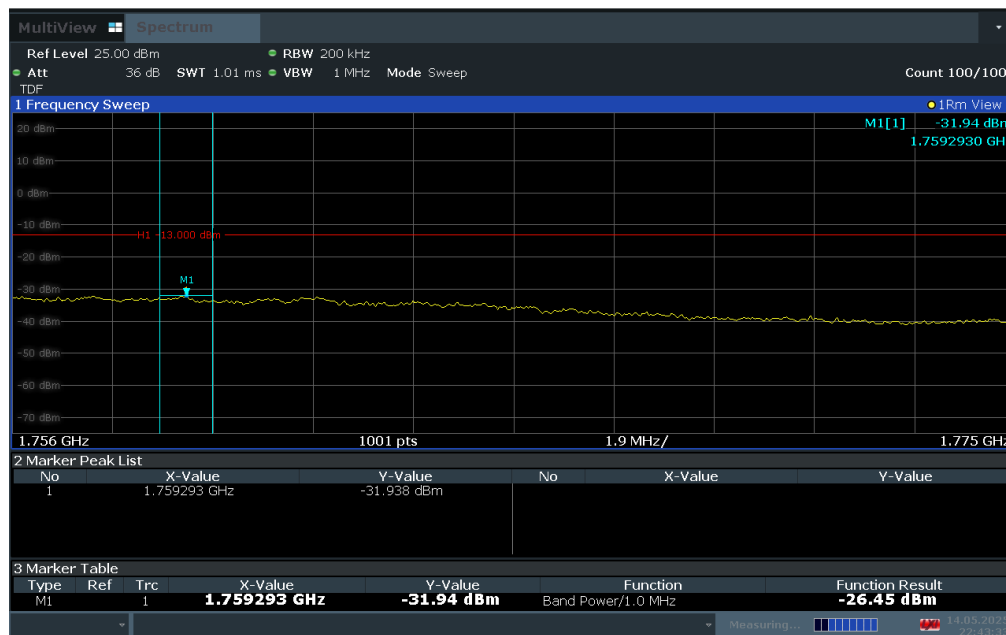 MultiView Spectrum
Ref Level 25.00 dBm RBW 200 kHz
Att 36 dB SWT 1.01 ms VBW 1 MHz Mode Sweep Count 100/100
TDF
1 Frequency Sweep 1Rm View
M1[1] -31.94 dBm
1.7592930 GH
20 dBm
10 dBm
0 dBm
-10 dBm
H1 -13.000 dBm
-20 dBm
M1
-30 dBm
-40 dBm
-50 dBm
-60 dBm
-70 dBm
1.756 GHz 1001 pts 1.9 MHz/ 1.775 GHz
2 Marker Peak List
No X-Value Y-Value No X-Value Y-Value
1 1.759293 GHz -31.938 dBm
3 Marker Table
Type Ref Trc X-Value Y-Value Function Function Result
M1 1 1.759293 GHz -31.94 dBm Band Power/1.0 MHz -26.45 dBm
Measuring...